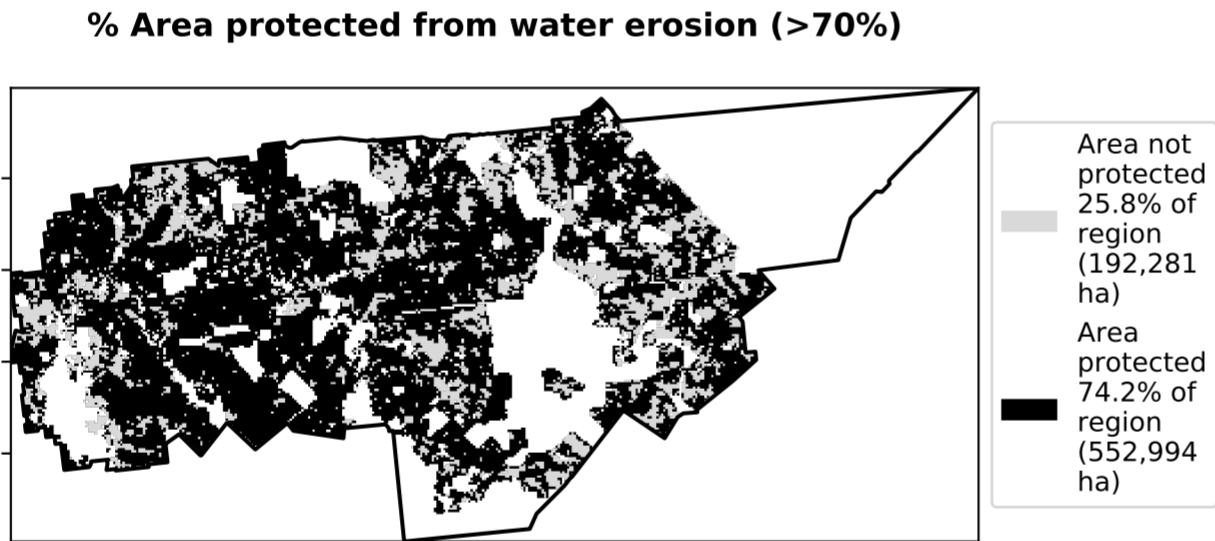 % Area protected from water erosion (>70%)
Area not
protected
25.8% of
region
(192,281
ha)
Area
protected
74.2% of
region
(552,994
ha)